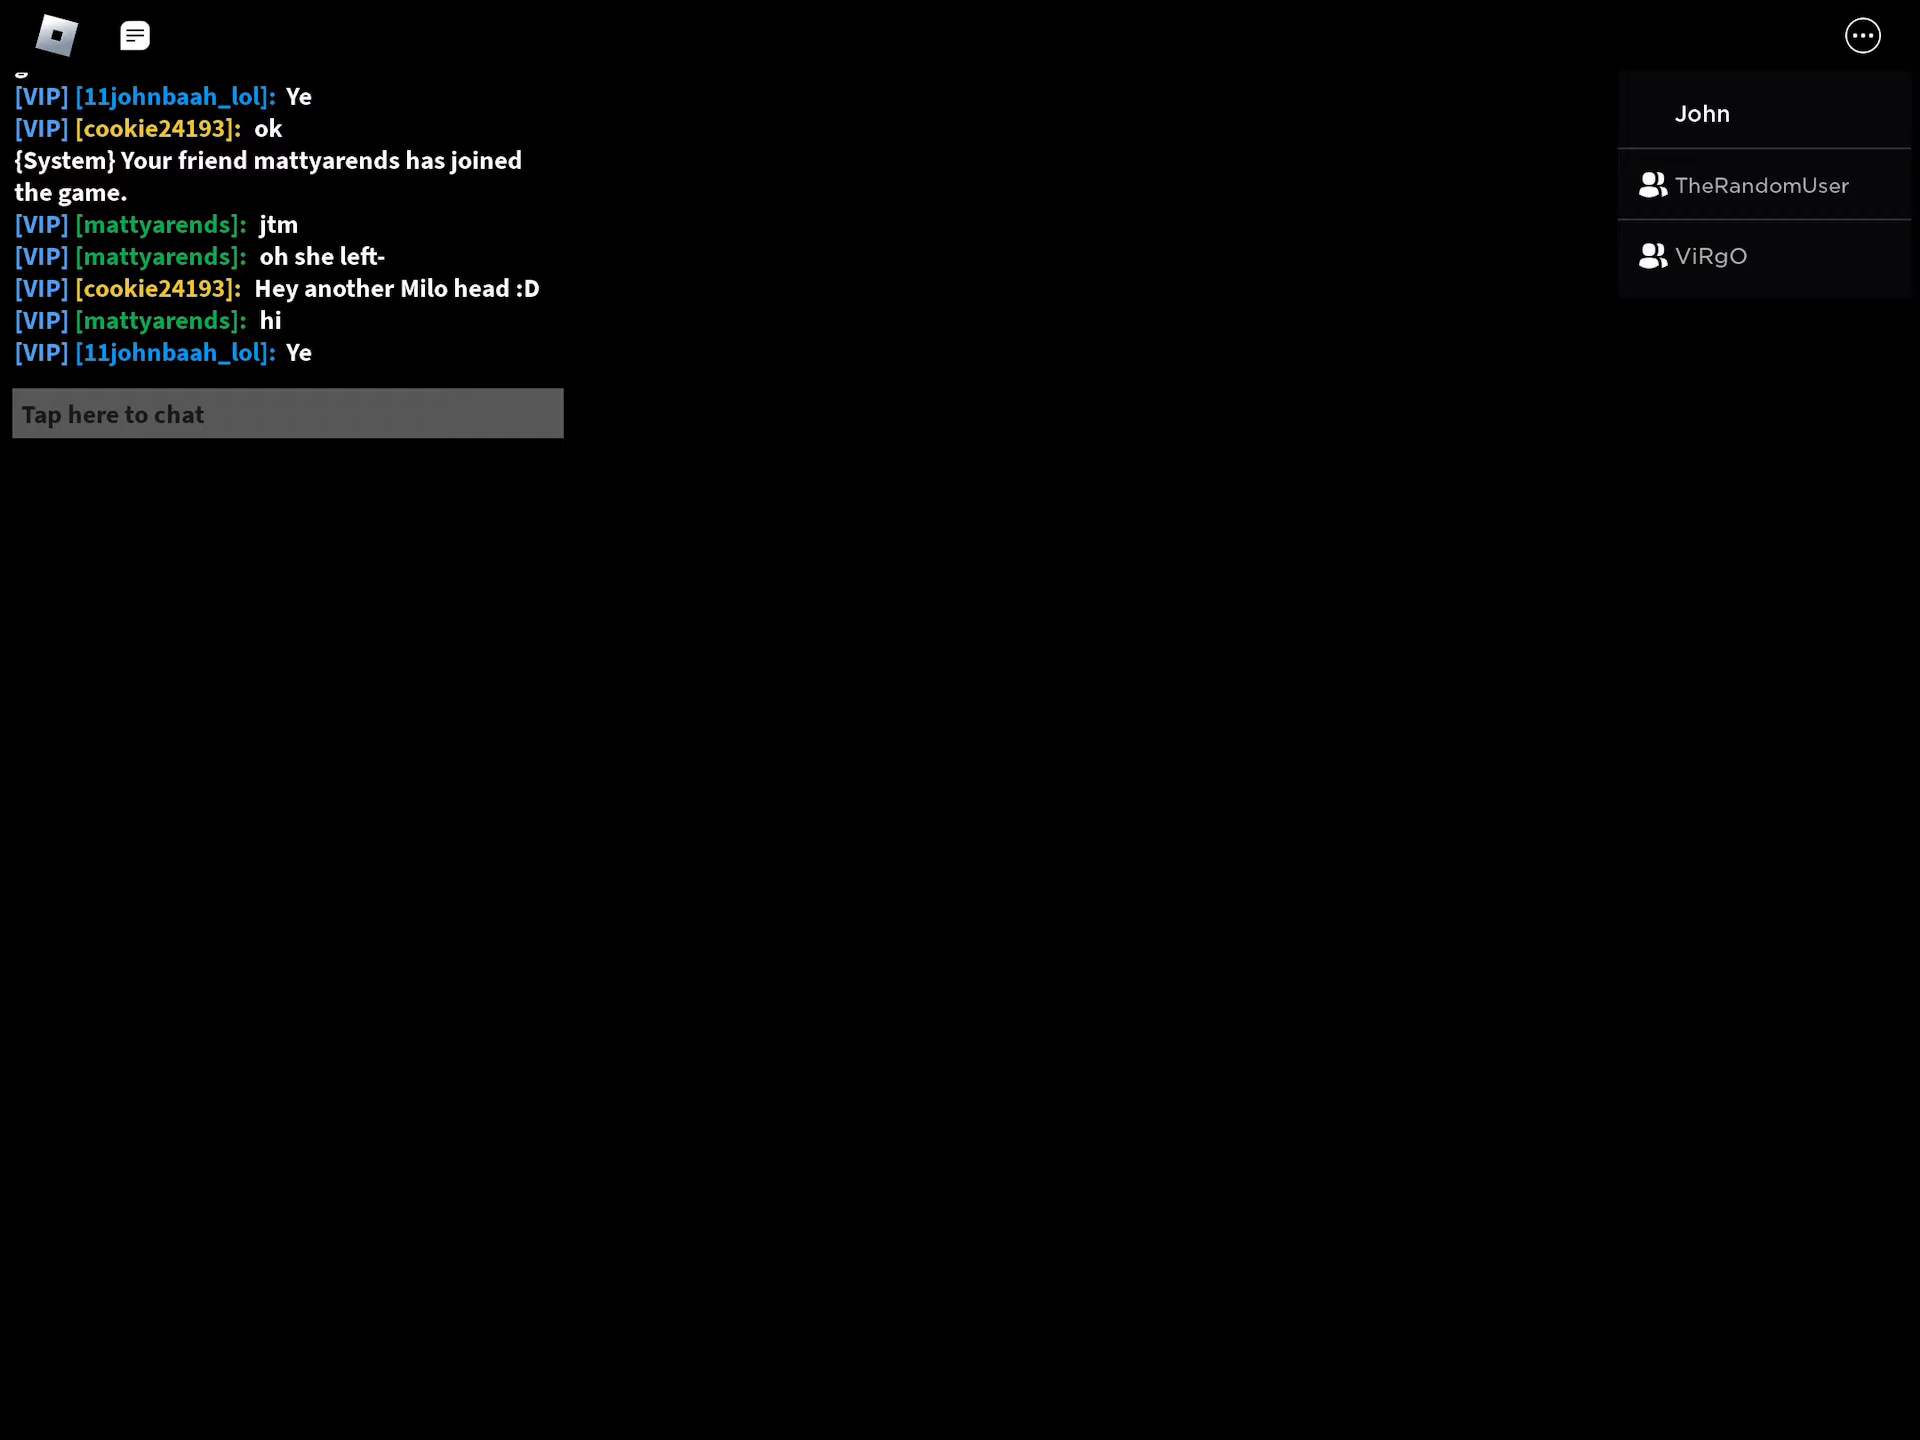 [VIP] [11johnbaah_lol]: Ye
[VIP] [cookie24193]: ok
{System} Your friend mattyarends has joined
the game.
[VIP] [mattyarends]: jtm
[VIP] [mattyarends]: oh she left-
[VIP] [cookie24193]: Hey another Milo head :D
[VIP] [mattyarends]: hi
[VIP] [11johnbaah_lol]: Ye
Tap here to chat
John
TheRandomUser
ViRgO